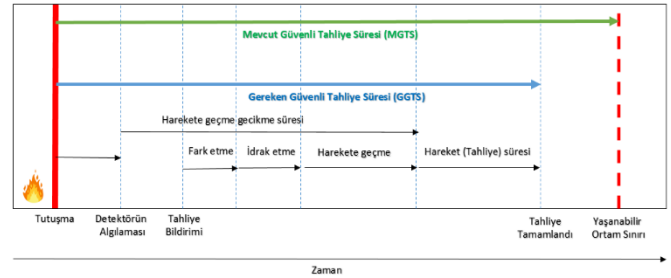 Mevcut Güvenli Tahliye Süresi (MGTS)
Gereken Güvenli Tahliye Süresi (GGTS)
Harekete geçme gecikme süresi
Fark etme
İdrak etme
Harekete geçme
Hareket (Tahliye) süresi
Tutuşma
Detektörün
Algılaması
Tahliye
Bildirimi
Tahliye
Tamamlandı
Yaşanabilir
Ortam Sınırı
Zaman